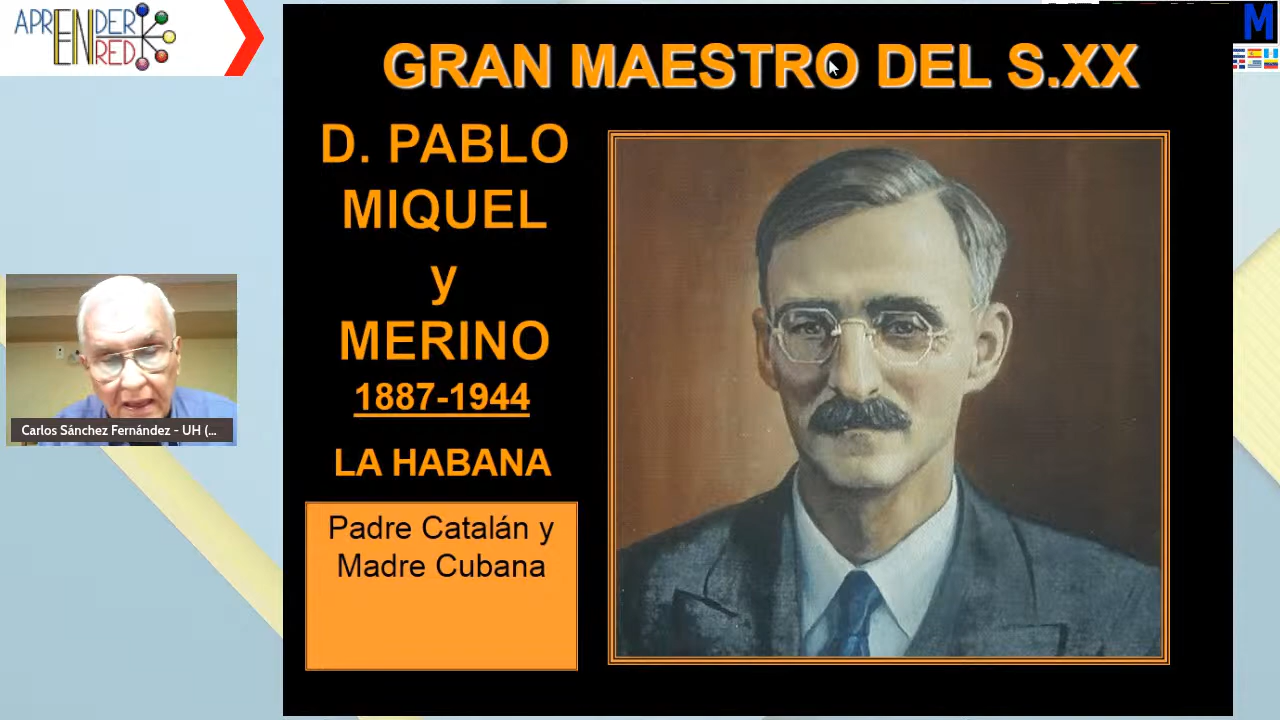 APRENDER
EN RED
GRAN MAESTRO DEL S.XX
M
D. PABLO
MIQUEL
y
MERINO
1887-1944
LA HABANA
Padre Catalán y
Madre Cubana
Carlos Sánchez Fernández - UH (...